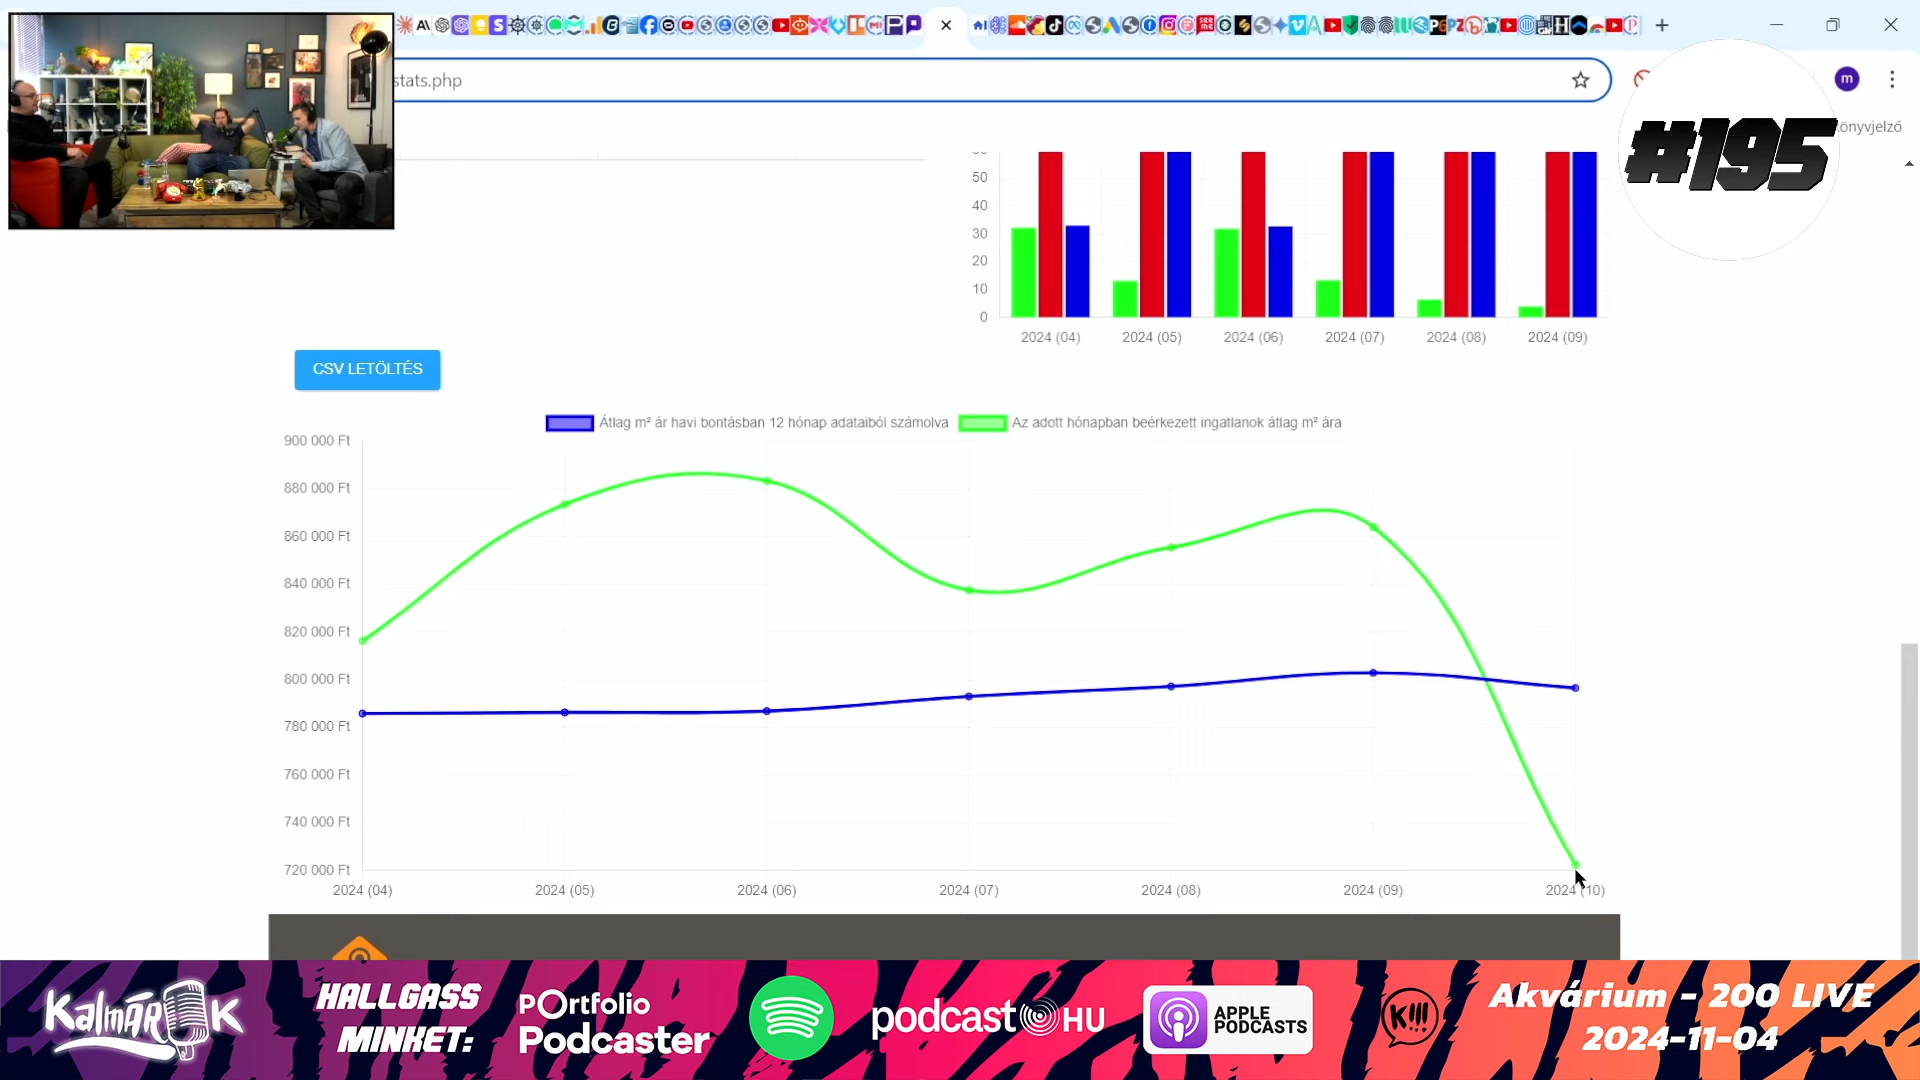 stats.php
m
#195
önyvjelző
50
40
30
20
10
0
2024 (04)
2024 (05)
2024 (06)
2024 (07)
2024 (08)
2024 (09)
CSV LETÖLTÉS
Átlag m² ár havi bontásban 12 hónap adataiból számolva
Az adott hónapban beérkezett ingatlanok átlag m² ára
900 000 Ft
880 000 Ft
860 000 Ft
840 000 Ft
820 000 Ft
800 000 Ft
780 000 Ft
760 000 Ft
740 000 Ft
720 000 Ft
2024 (04)
2024 (05)
2024 (06)
2024 (07)
2024 (08)
2024 (09)
2024 (10)
KalmárOK
HALLGASS
MINKET:
POrtfolio
Podcaster
podcast HU
APPLE
PODCASTS
K!!!
Akvárium - 200 LIVE
2024-11-04